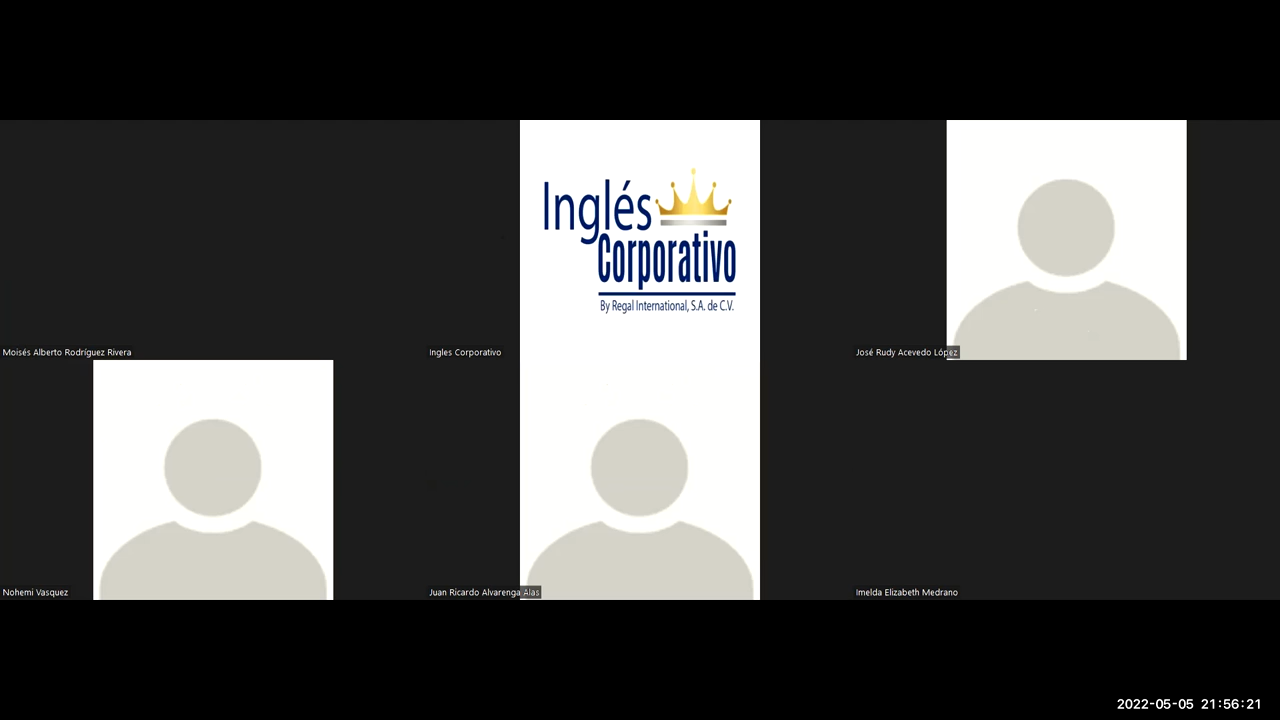 Inglés
Corporativo
By Regal International, S.A. de C.V.
Moisés Alberto Rodríguez Rivera
Ingles Corporativo
José Rudy Acevedo López
Nohemi Vasquez
Juan Ricardo Alvarenga Alas
Imelda Elizabeth Medrano
2022-05-05 21:56:21